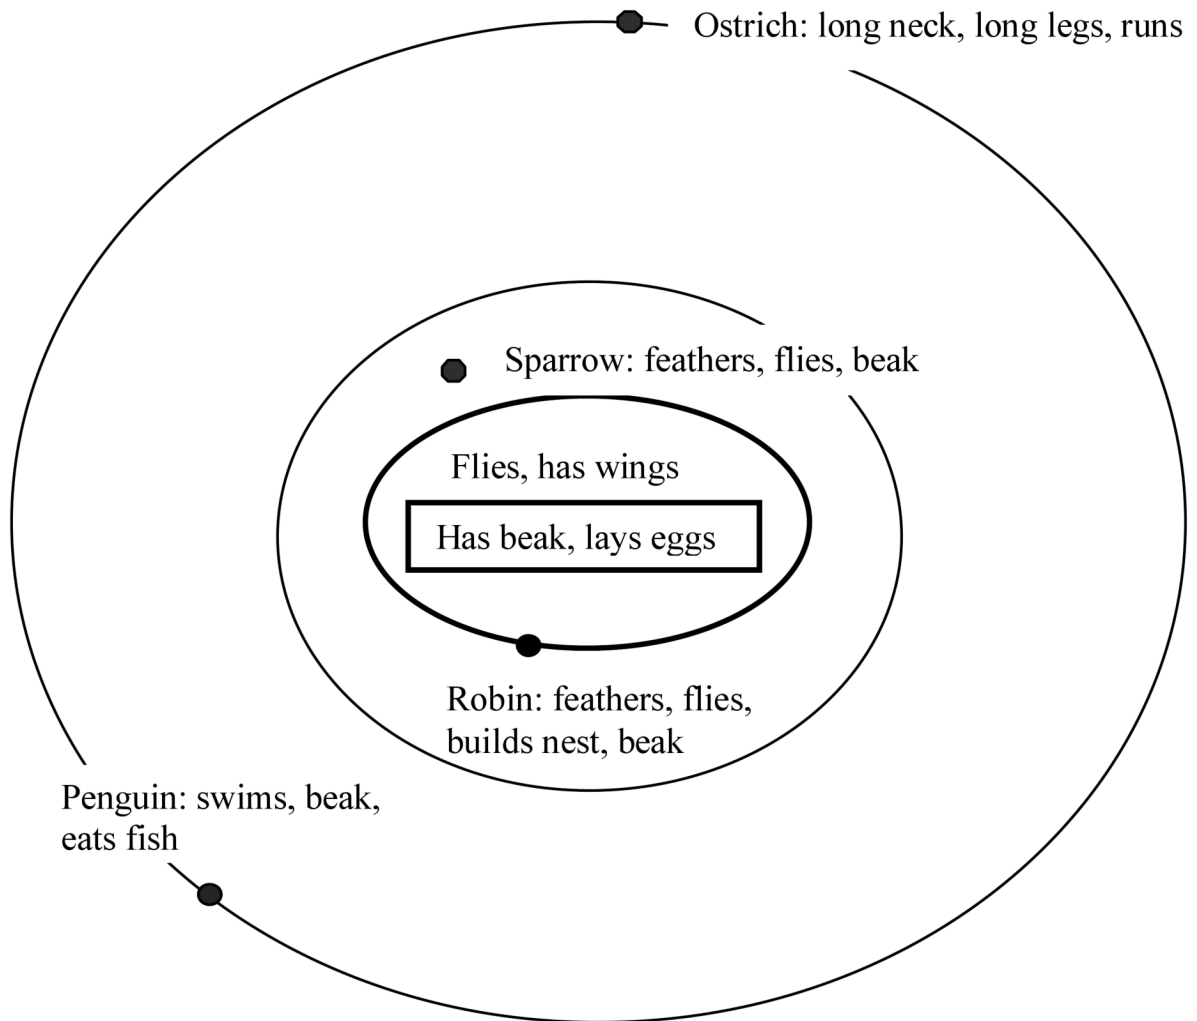 Ostrich: long neck, long legs, runs
Sparrow: feathers, flies, beak
Flies, has wings
Has beak, lays eggs
Robin: feathers, flies,
builds nest, beak
Penguin: swims, beak,
eats fish